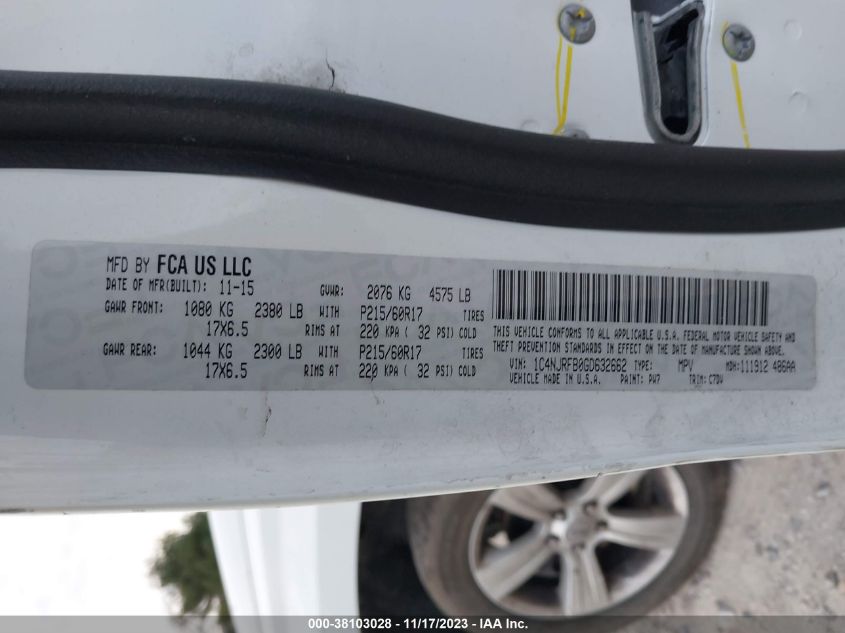 MFD BY FCA US LLC
DATE OF MFR(BUILT): 11-15 GVWR: 2076 KG 4575 LB
GAWR FRONT: 1080 KG 2380 LB WITH P215/60R17 TIRES
17X6.5 RIMS AT 220 KPA ( 32 PSI) COLD
GAWR REAR: 1044 KG 2300 LB WITH P215/60R17 TIRES
17X6.5 RIMS AT 220 KPA ( 32 PSI) COLD
THIS VEHICLE CONFORMS TO ALL APPLICABLE U.S.A. FEDERAL MOTOR VEHICLE SAFETY AND
THEFT PREVENTION STANDARDS IN EFFECT ON THE DATE OF MANUFACTURE SHOWN ABOVE.
VIN: 1C4NJRFB0GD632662 TYPE: MPV MDH:111912 486AA
VEHICLE MADE IN U.S.A. PAINT: PW7 TRIM: C7DV
000-38103028 - 11/17/2023 - IAA Inc.